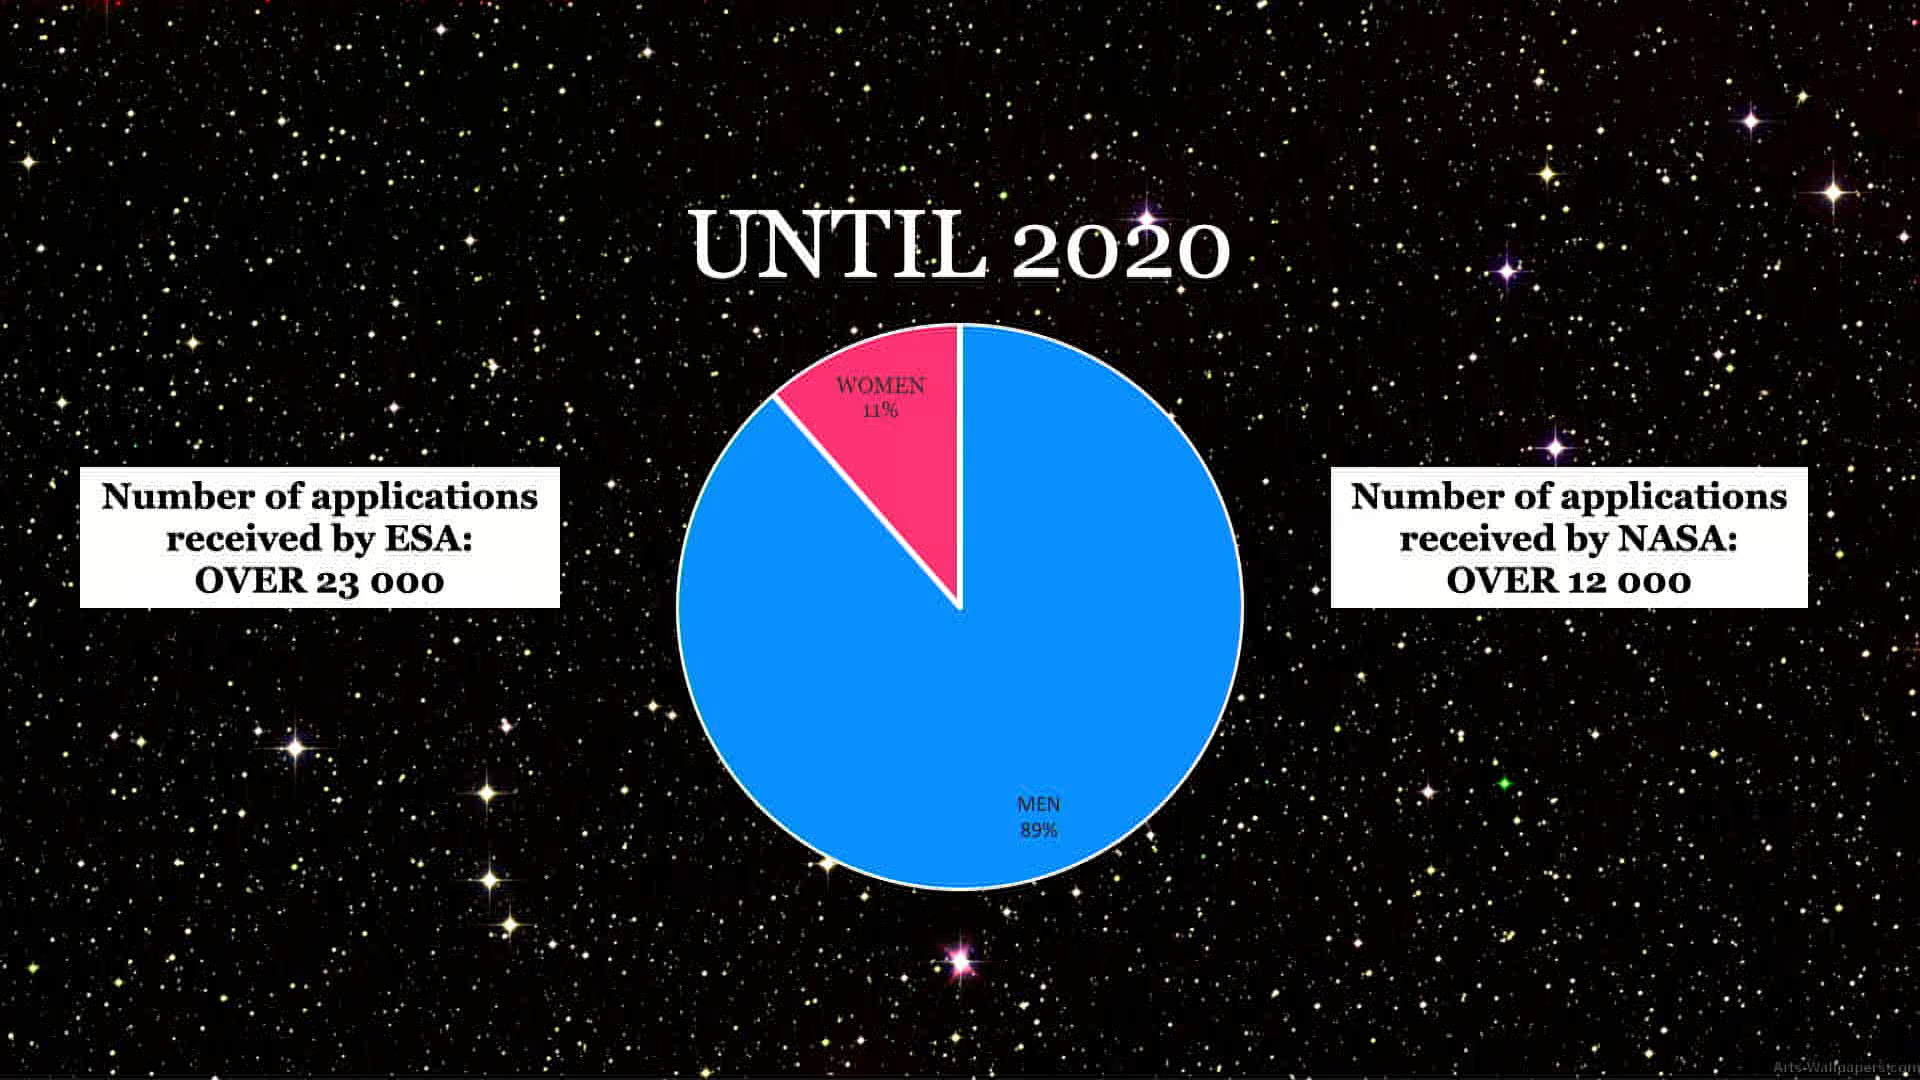 UNTIL 2020
WOMEN
11%
Number of applications
received by ESA:
OVER 23 000
Number of applications
received by NASA:
OVER 12 000
MEN
89%
Arts-Wallpapers.com